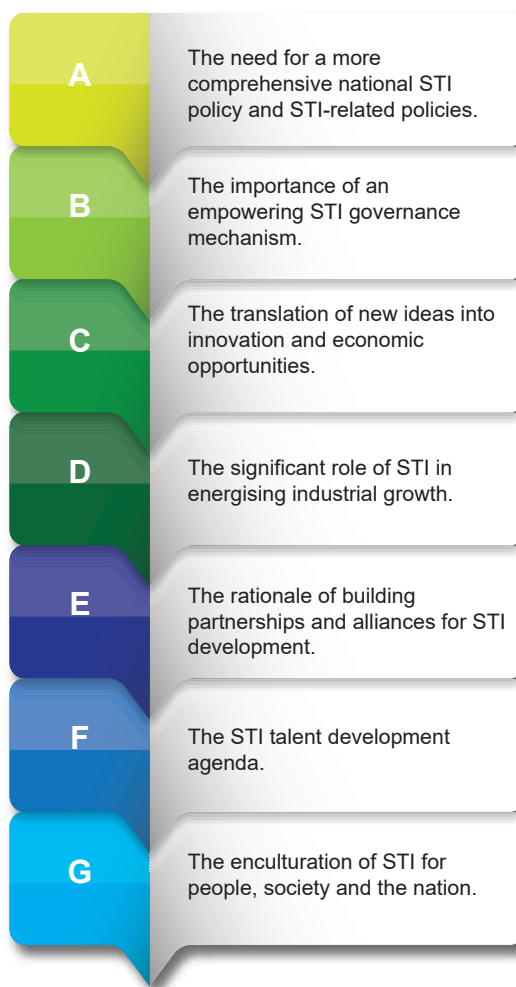 A
The need for a more
comprehensive national STI
policy and STI-related policies.
B
The importance of an
empowering STI governance
mechanism.
C
The translation of new ideas into
innovation and economic
opportunities.
D
The significant role of STI in
energising industrial growth.
E
The rationale of building
partnerships and alliances for STI
development.
F
The STI talent development
agenda.
G
The enculturation of STI for
people, society and the nation.